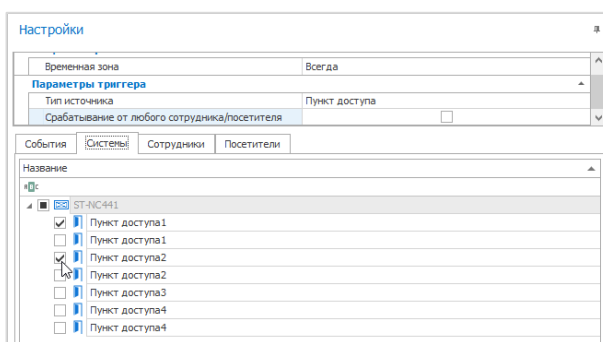 Настройки
Временная зона Всегда
Параметры триггера
Тип источника Пункт доступа
Срабатывание от любого сотрудника/посетителя
События Системы Сотрудники Посетители
Название
ST-NC441
Пункт доступа1
Пункт доступа1
Пункт доступа2
Пункт доступа2
Пункт доступа3
Пункт доступа4
Пункт доступа4